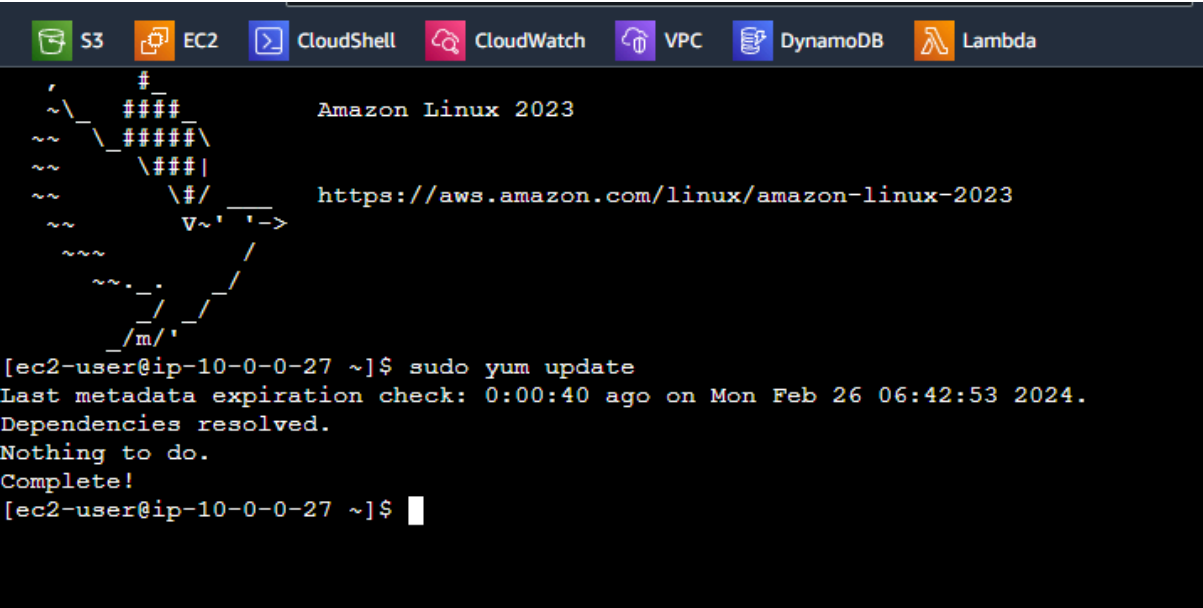 S3 EC2 CloudShell CloudWatch VPC DynamoDB Lambda
   ,     #_
   ~\_  ####_        Amazon Linux 2023
  ~~  \_#####\
  ~~     \###|
  ~~       \#/ ___   https://aws.amazon.com/linux/amazon-linux-2023
   ~~       V~' '->
    ~~~         /
      ~~._.   _/
         _/ _/
       _/m/'
[ec2-user@ip-10-0-0-27 ~]$ sudo yum update
Last metadata expiration check: 0:00:40 ago on Mon Feb 26 06:42:53 2024.
Dependencies resolved.
Nothing to do.
Complete!
[ec2-user@ip-10-0-0-27 ~]$